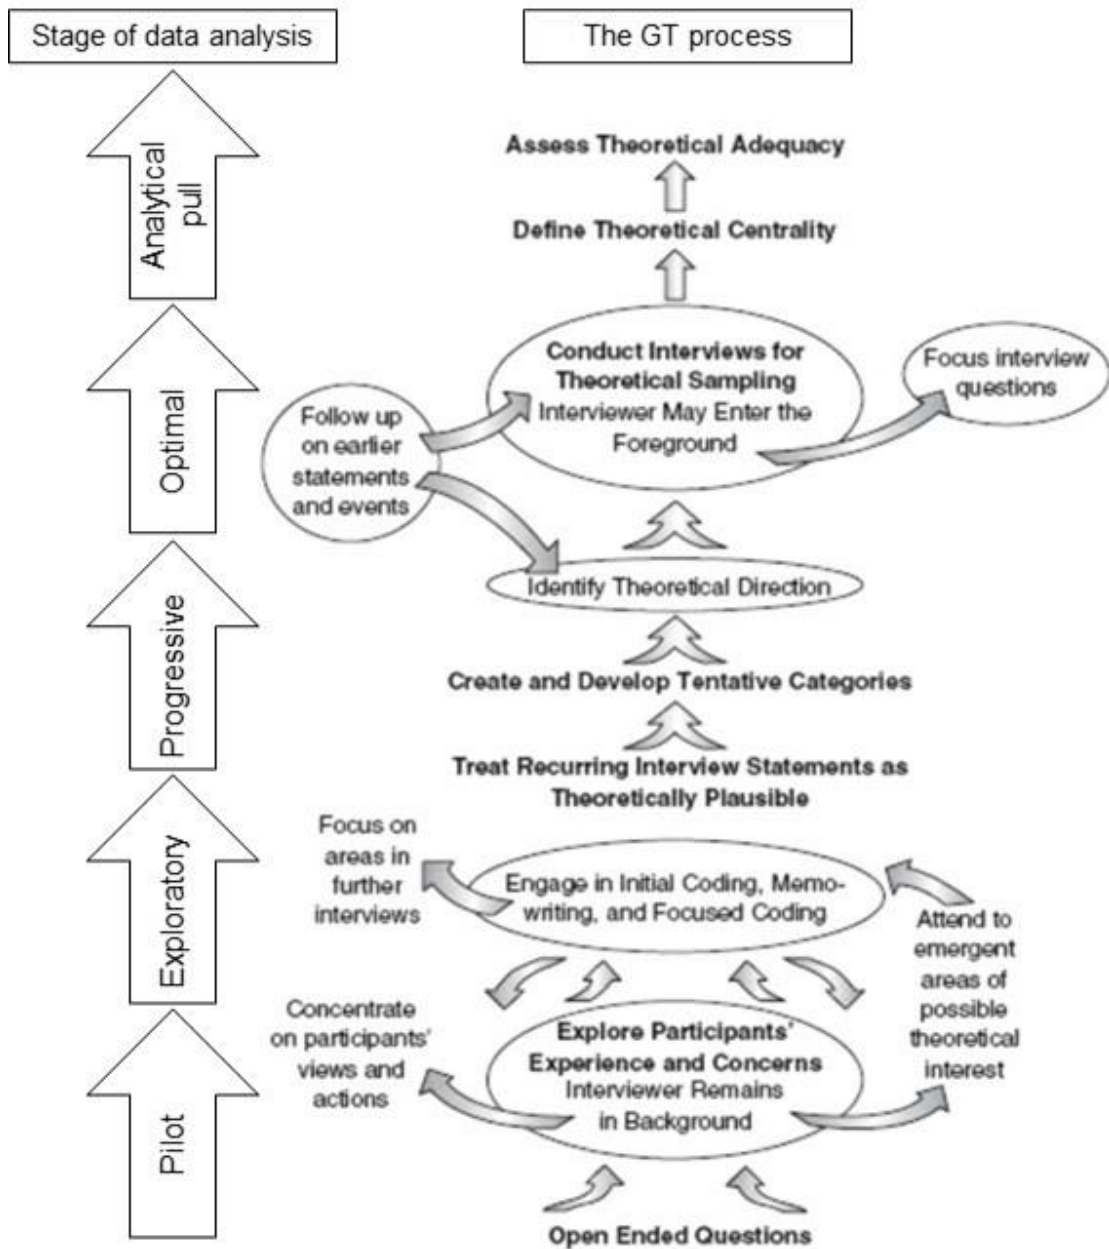 Stage of data analysis
The GT process
Analytical
pull
Optimal
Progressive
Exploratory
Pilot
Assess Theoretical Adequacy
Define Theoretical Centrality
Conduct Interviews for
Theoretical Sampling
Interviewer May Enter the
Foreground
Focus interview
questions
Follow up
on earlier
statements
and events
Identify Theoretical Direction
Create and Develop Tentative Categories
Treat Recurring Interview Statements as
Theoretically Plausible
Focus on
areas in
further
interviews
Engage in Initial Coding, Memo-
writing, and Focused Coding
Attend to
emergent
areas of
possible
theoretical
interest
Concentrate
on participants'
views and
actions
Explore Participants'
Experience and Concerns
Interviewer Remains
in Background
Open Ended Questions